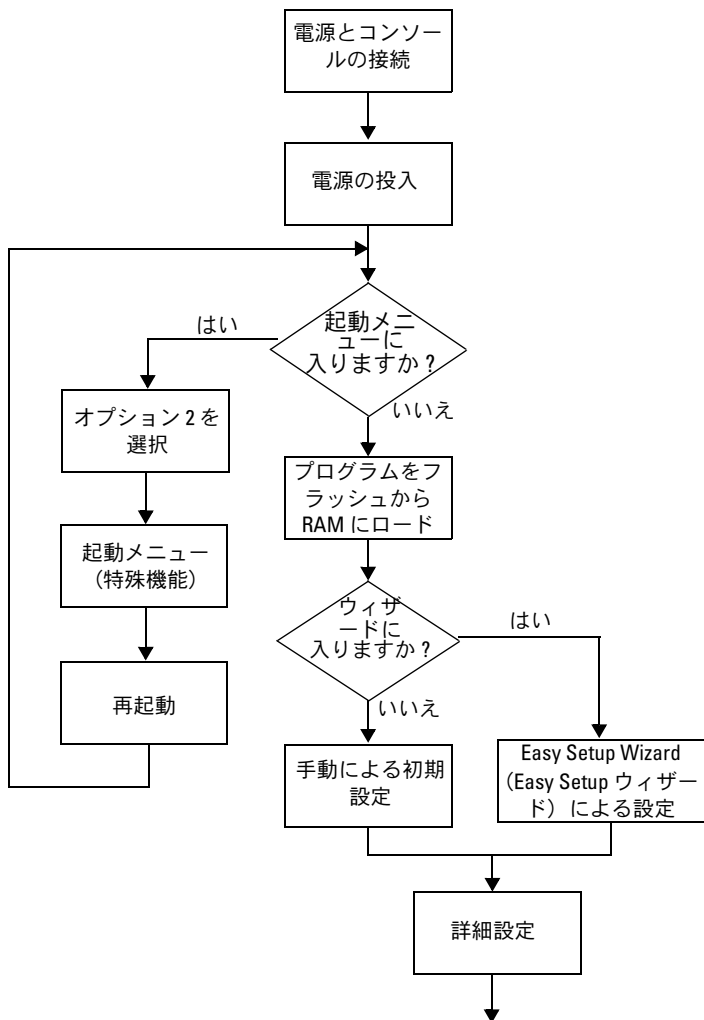 電源とコンソー
ルの接続
電源の投入
起動メニ
ューに
入りますか ?
はい
いいえ
オプション 2 を
選択
プログラムをフ
ラッシュから
RAM にロード
起動メニュー
（特殊機能）
ウィザ
ードに
入りますか ?
はい
いいえ
再起動
手動による初期
設定
Easy Setup Wizard
（Easy Setup ウィザー
ド）による設定
詳細設定